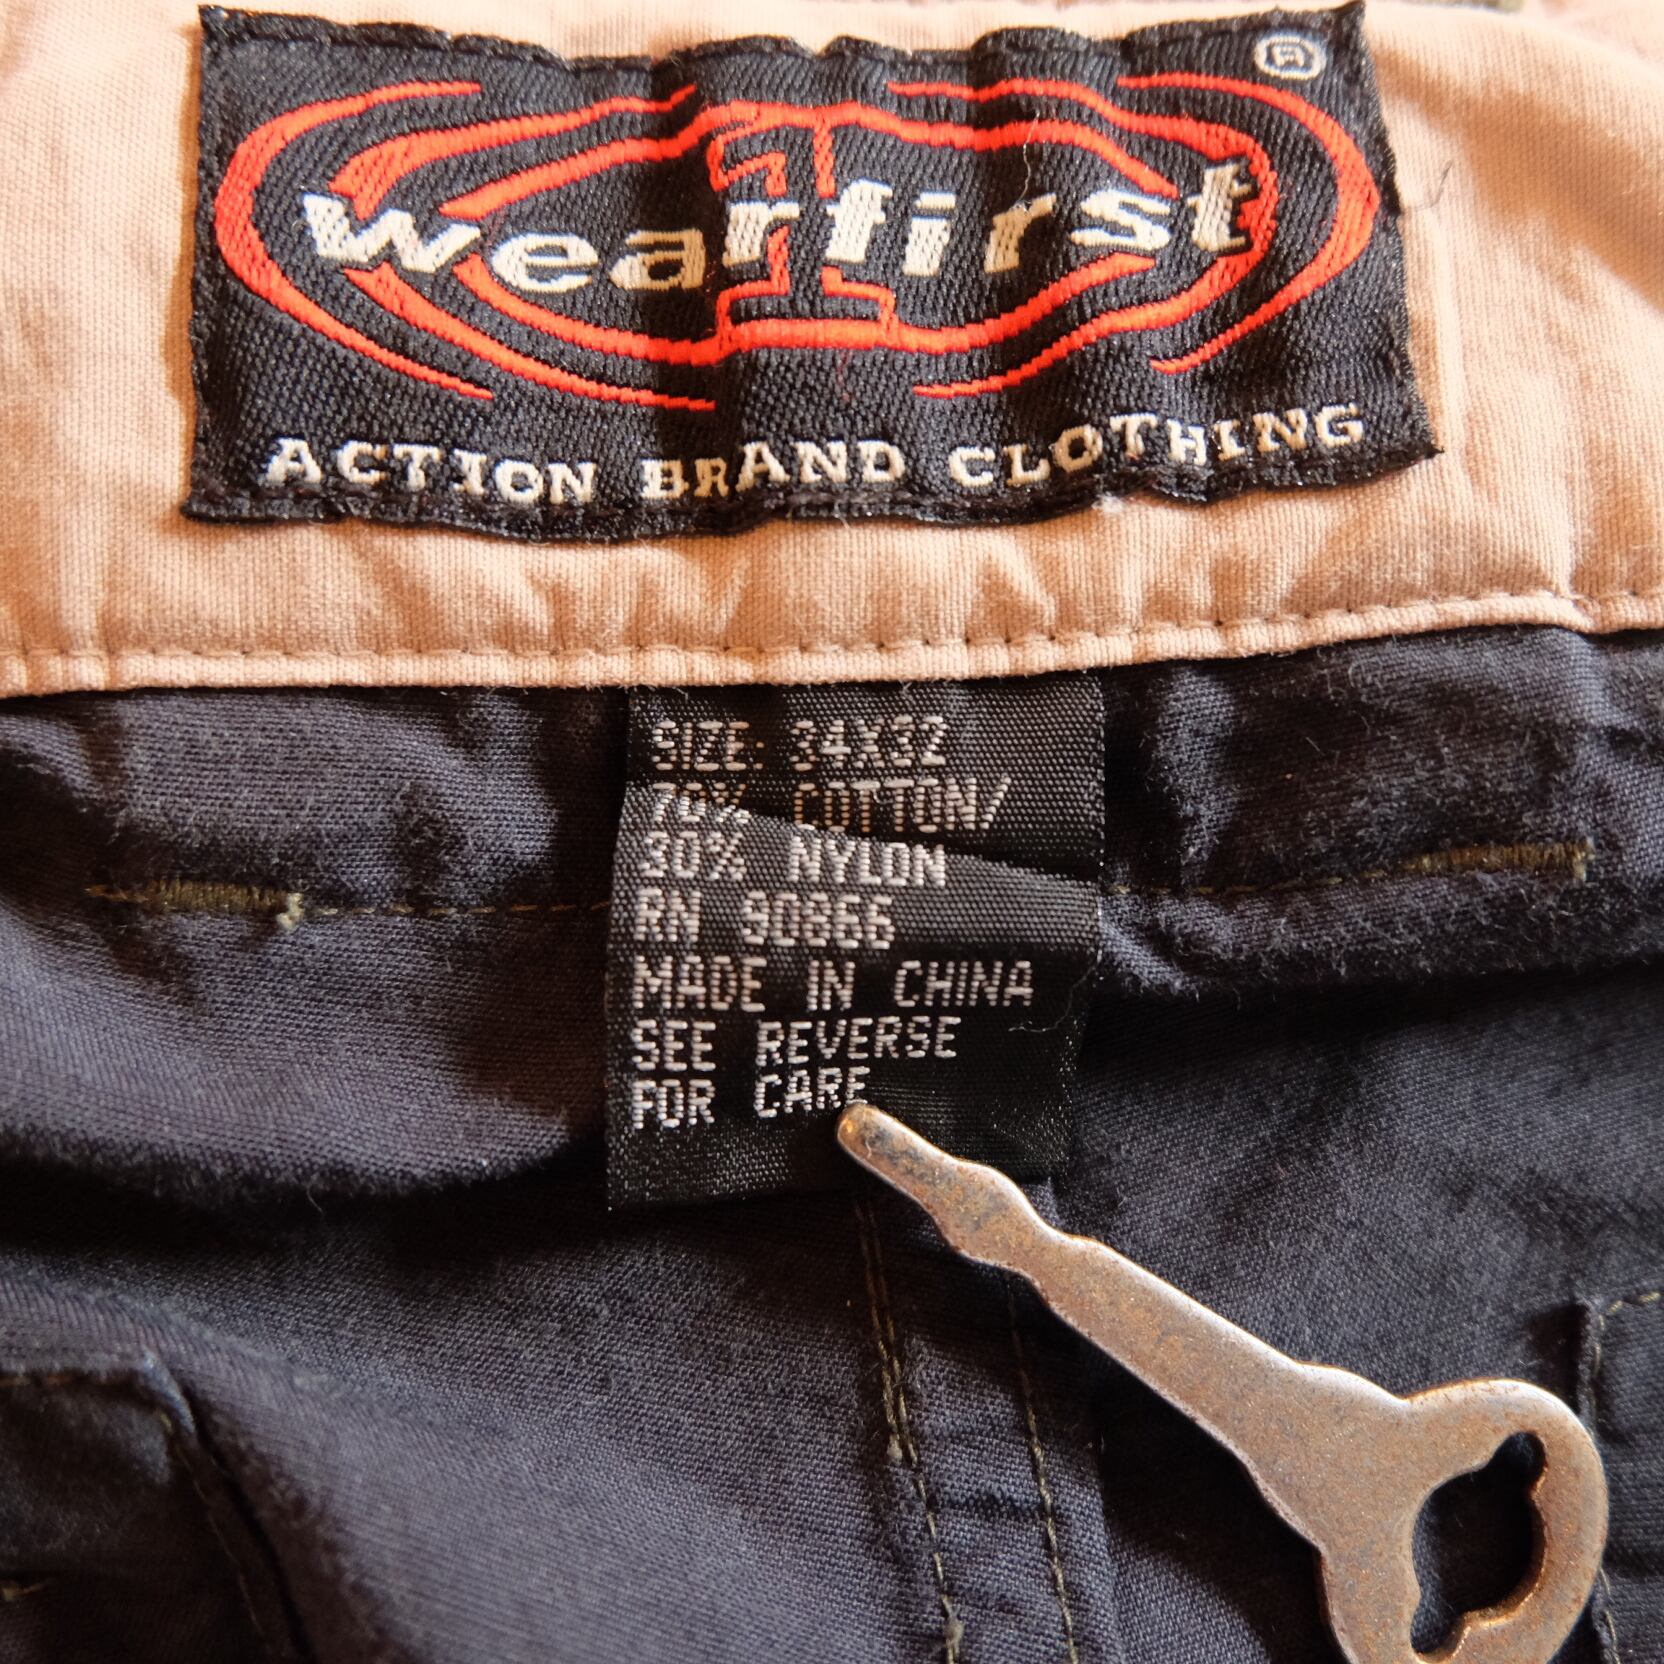 ®
wearfirst
ACTION BRAND CLOTHING
SIZE: 34X32
70% COTTON/
30% NYLON
RN 90866
MADE IN CHINA
SEE REVERSE
FOR CARE